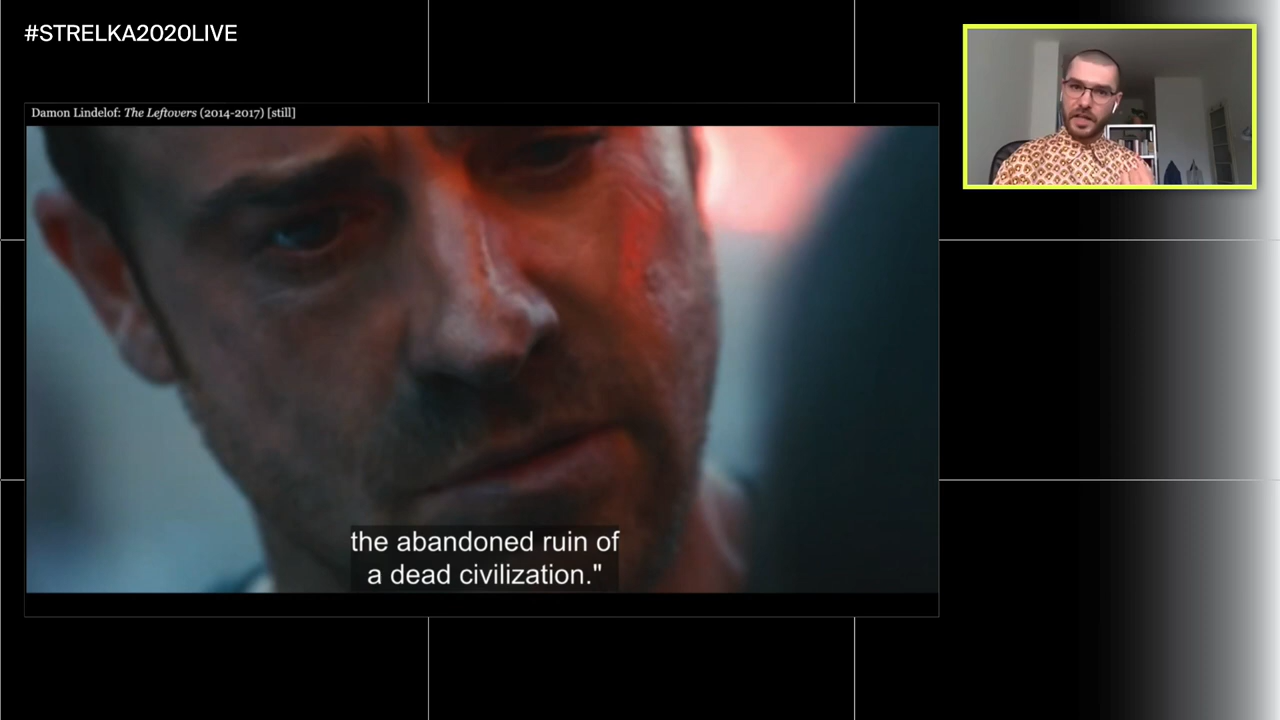 #STRELKA2020LIVE
Damon Lindelof: The Leftovers (2014-2017) [still]
the abandoned ruin of
a dead civilization."